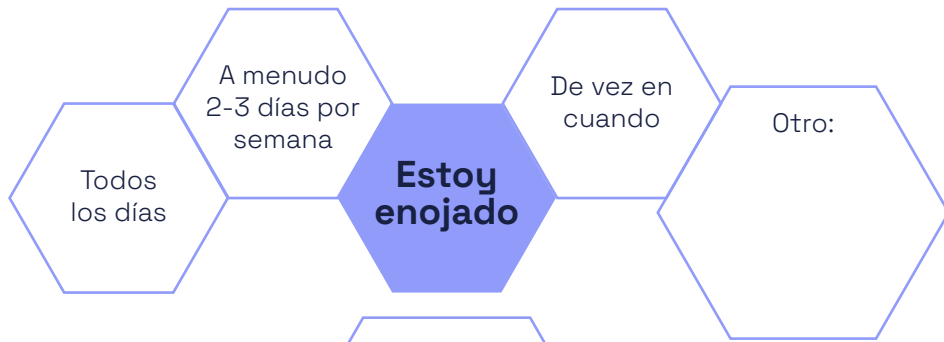 Todos
los días
A menudo
2-3 días por
semana
Estoy
enojado
De vez en
cuando
Otro: